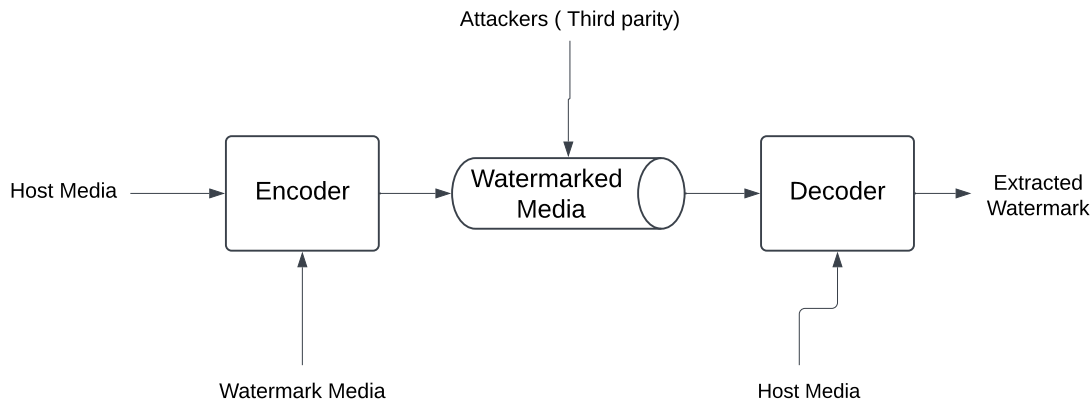 Attackers ( Third parity)
Host Media
Encoder
Watermarked
Media
Decoder
Extracted
Watermark
Watermark Media
Host Media